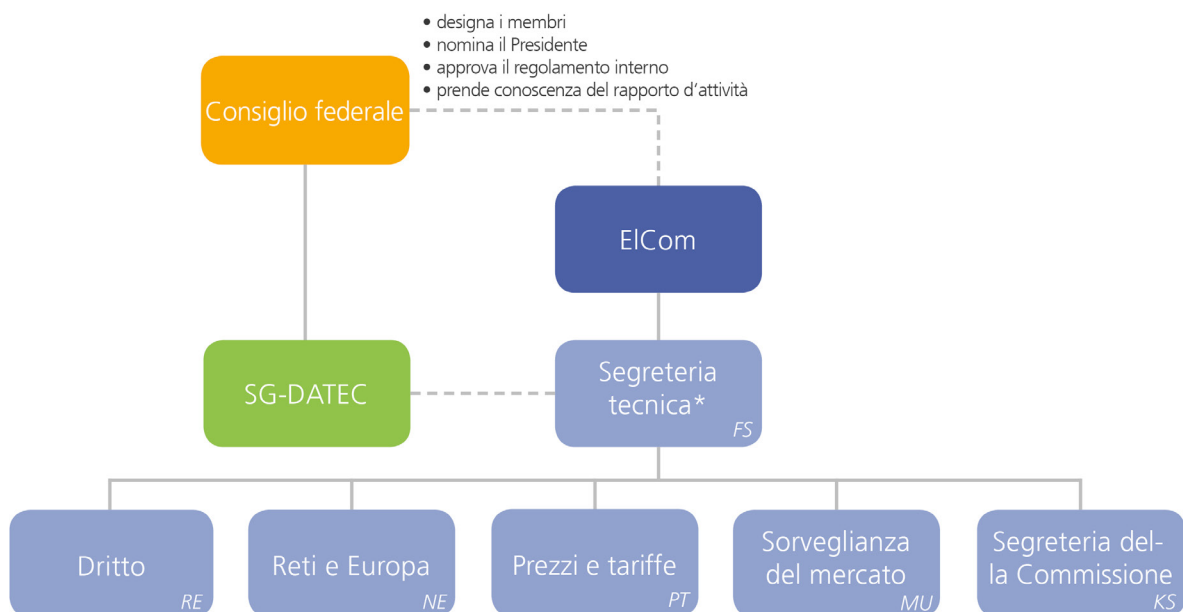 • designa i membri
• nomina il Presidente
• approva il regolamento interno
• prende conoscenza del rapporto d’attività
Consiglio federale
ElCom
SG-DATEC
Segreteria
tecnica*
FS
Dritto
RE
Reti e Europa
NE
Prezzi e tariffe
PT
Sorveglianza
del mercato
MU
Segreteria del-
la Commissione
KS